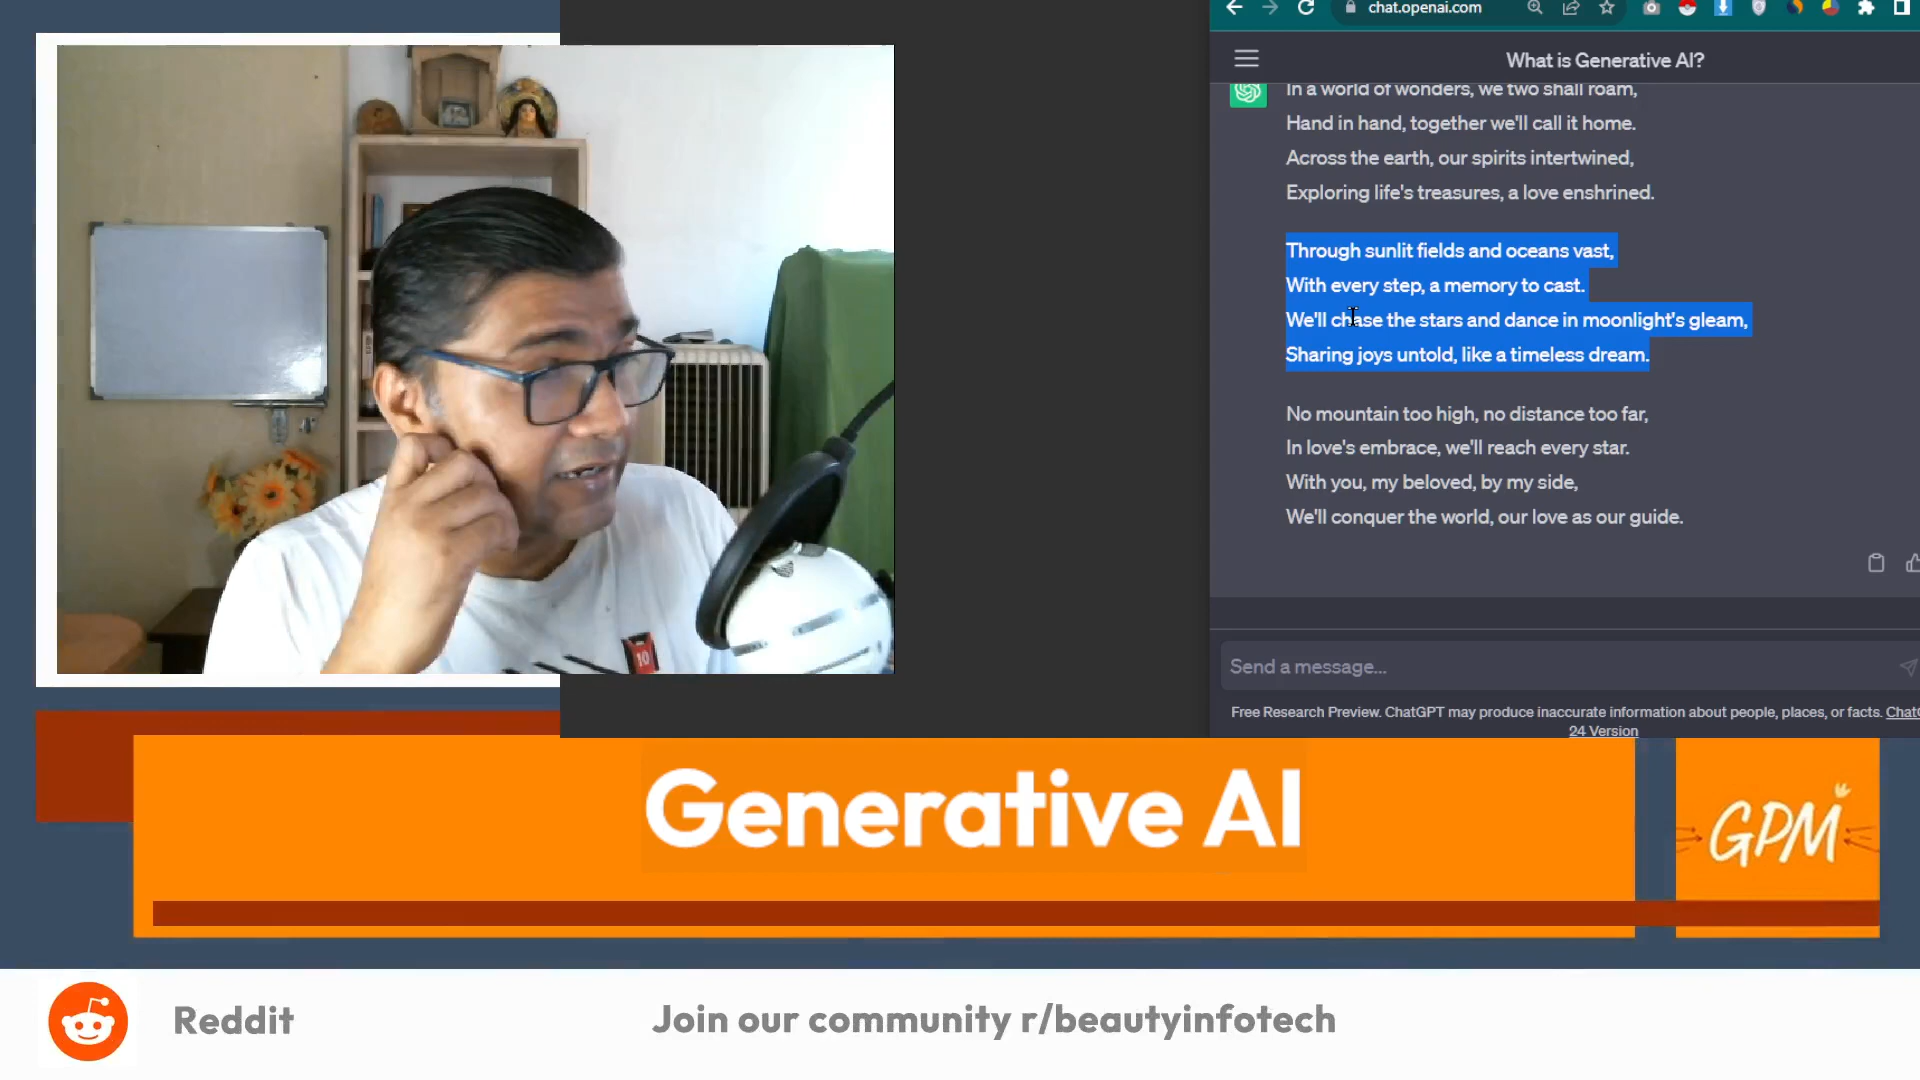 chat.openai.com
What is Generative AI?
In a world of wonders, we two shall roam,
Hand in hand, together we'll call it home.
Across the earth, our spirits intertwined,
Exploring life's treasures, a love enshrined.
Through sunlit fields and oceans vast,
With every step, a memory to cast.
We'll chase the stars and dance in moonlight's gleam,
Sharing joys untold, like a timeless dream.
No mountain too high, no distance too far,
In love's embrace, we'll reach every star.
With you, my beloved, by my side,
We'll conquer the world, our love as our guide.
Send a message...
Free Research Preview. ChatGPT may produce inaccurate information about people, places, or facts.
24 Version
10
Generative AI
GPM
Reddit
Join our community r/beautyinfotech